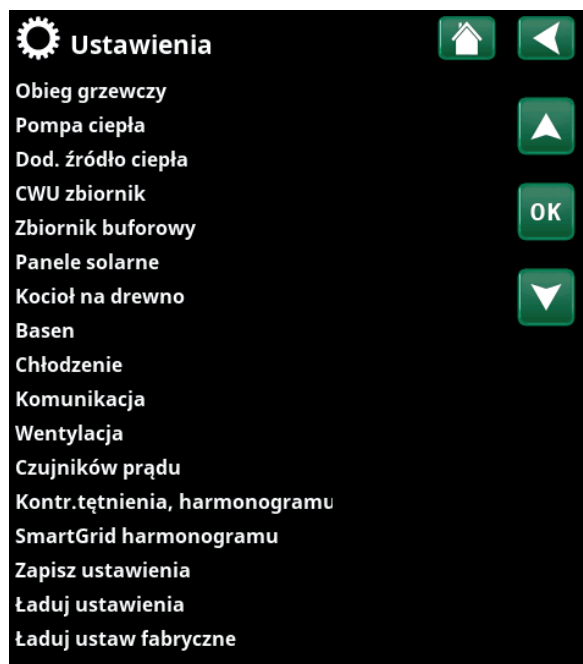 Ustawienia
Obieg grzewczy
Pompa ciepła
Dod. źródło ciepła
CWU zbiornik
OK
Zbiornik buforowy
Panele solarne
Kocioł na drewno
Basen
Chłodzenie
Komunikacja
Wentylacja
Czujników prądu
Kontr.tętnienia, harmonogramu
SmartGrid harmonogramu
Zapisz ustawienia
Ładuj ustawienia
Ładuj ustaw fabryczne